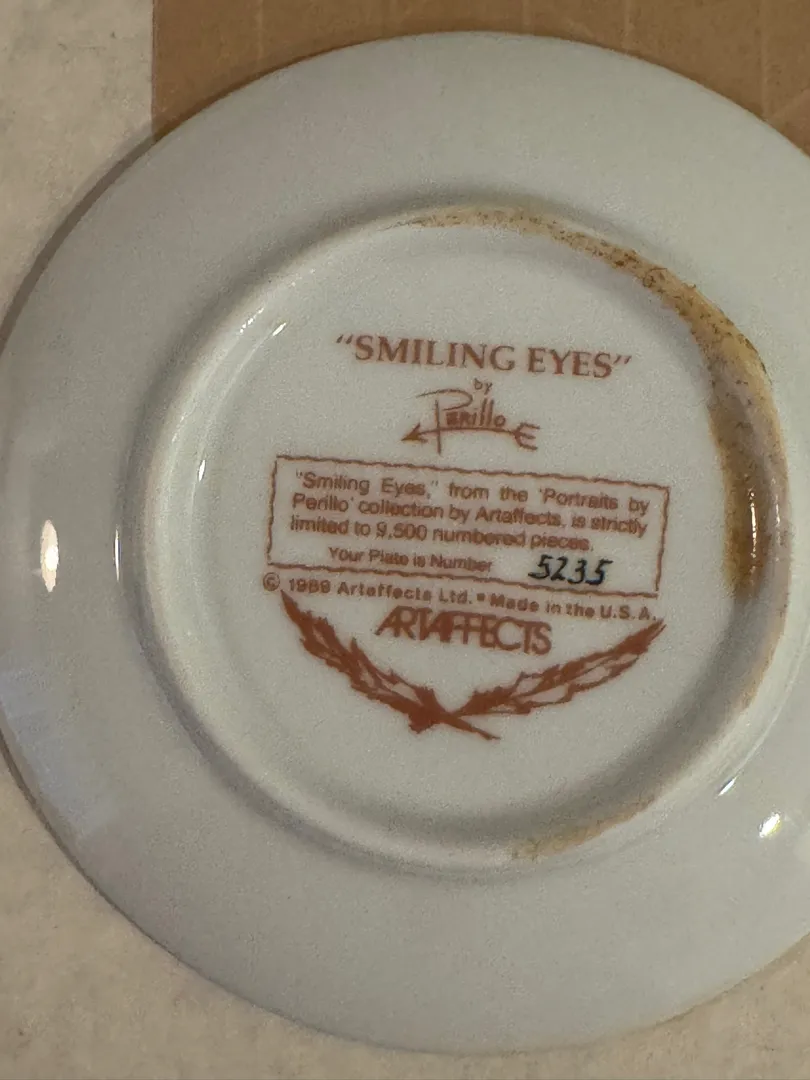 "SMILING EYES"
by
Perillo
"Smiling Eyes," from the 'Portraits by
Perillo' collection by Artaffects, is strictly
limited to 9,500 numbered pieces.
Your Plate is Number 5235
© 1989 Artaffects Ltd. • Made in the U.S.A.
ARTAFFECTS